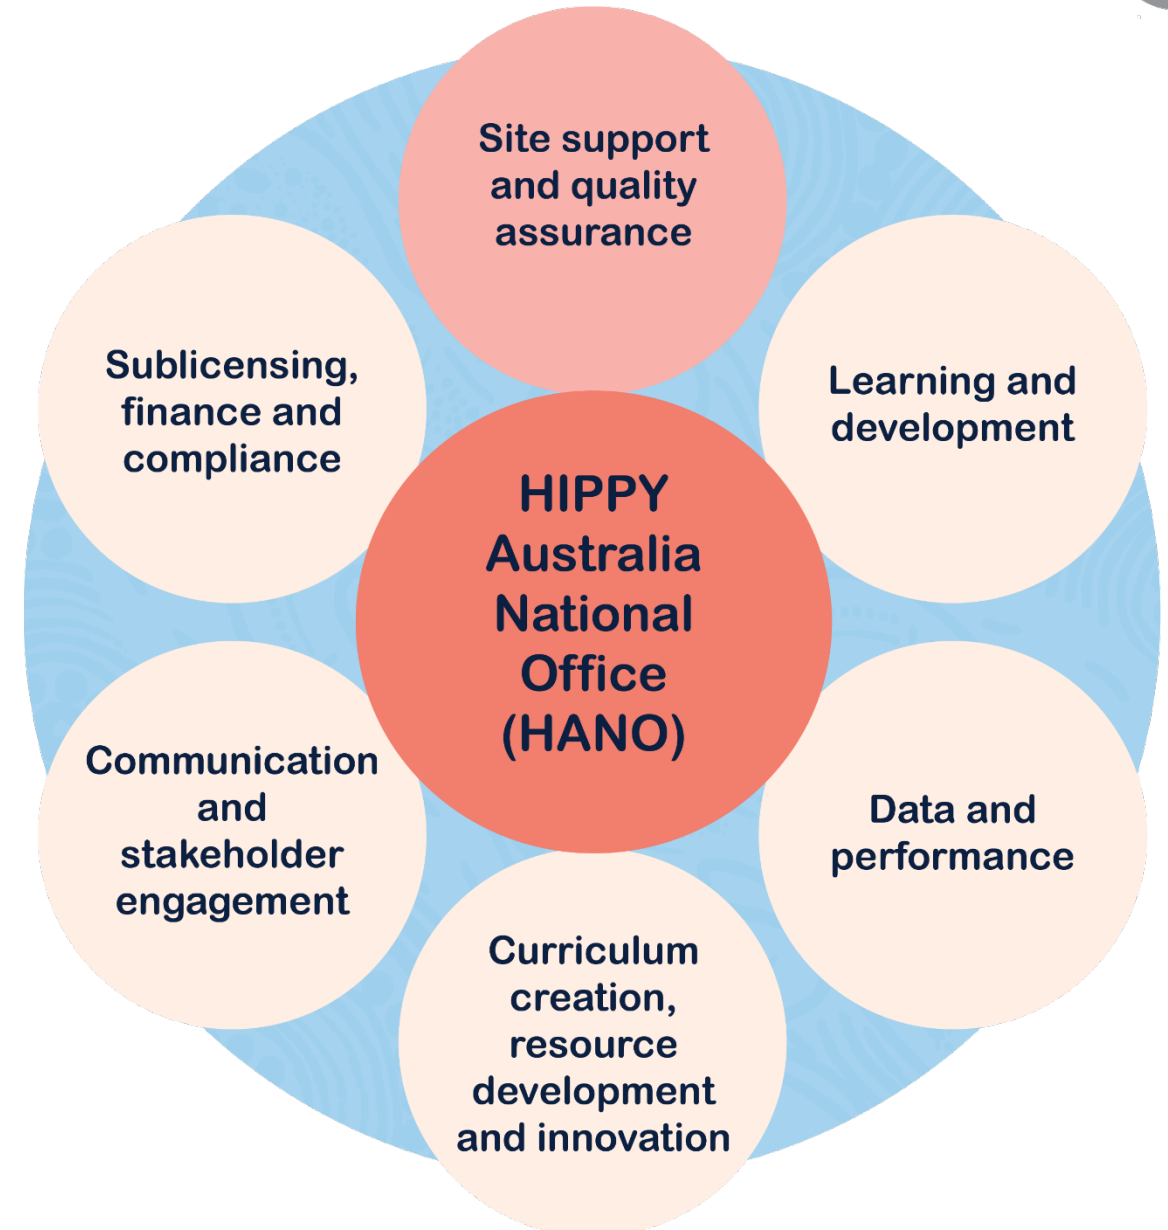 Site support
and quality
assurance
Sublicensing,
finance and
compliance
Learning and
development
HIPPY
Australia
National
Office
(HANO)
Communication
and
stakeholder
engagement
Data and
performance
Curriculum
creation,
resource
development
and innovation